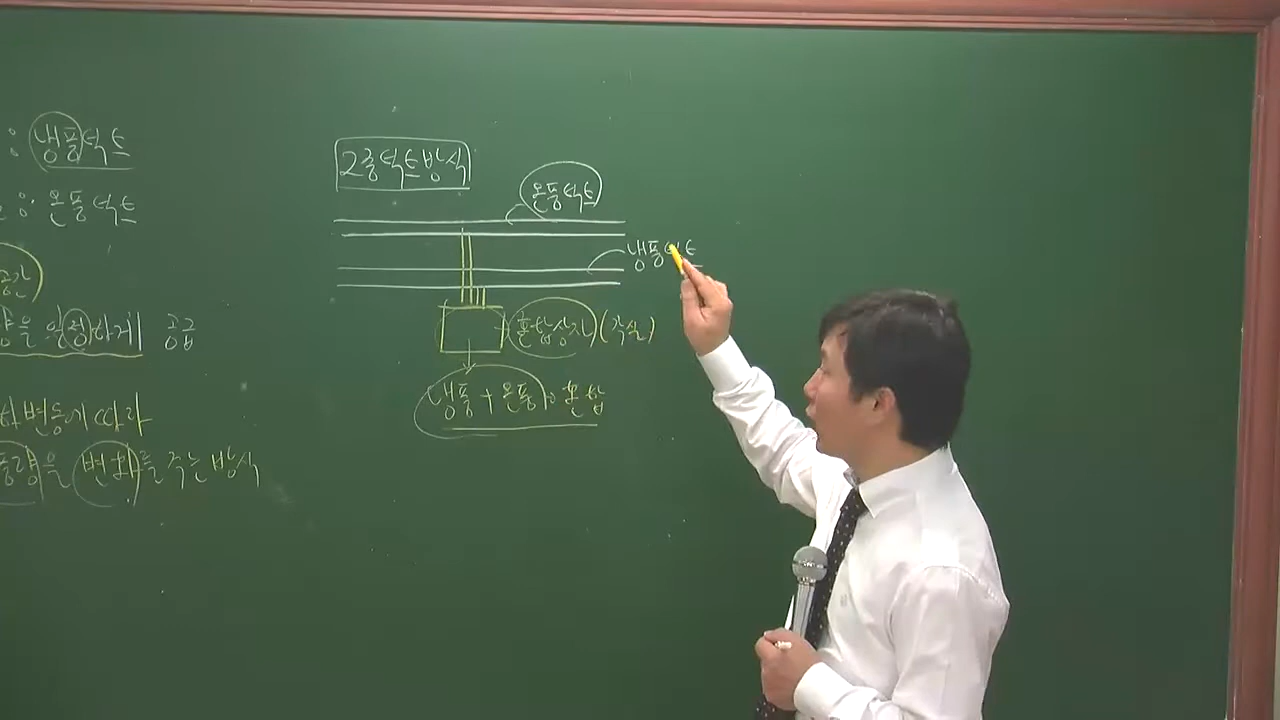 : 냉풍덕트
: 온풍덕트
공간
을 일정하게 공급
변동에 따라
풍량을 변화를 주는 방식
2중덕트방식
온풍덕트
냉풍덕트
혼합상자 (각실)
냉풍 + 온풍 : 혼합